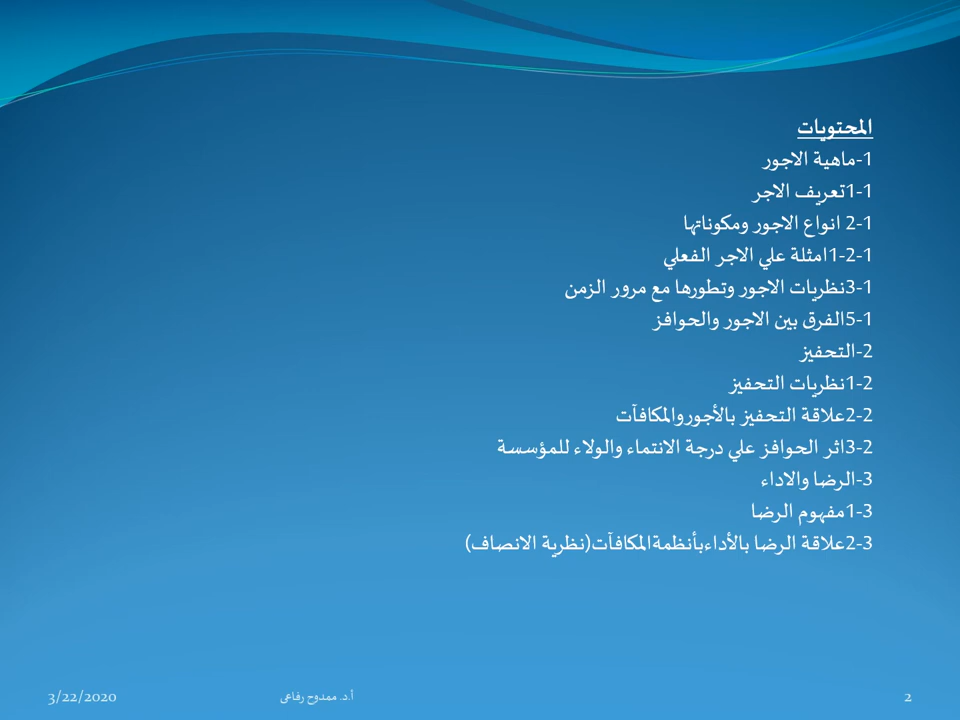 المحتويات
1-ماهية الاجور
1-1تعريف الاجر
1-2 انواع الاجور ومكوناتها
1-2-1امثلة علي الاجر الفعلي
1-3نظريات الاجور وتطورها مع مرور الزمن
1-5الفرق بين الاجور والحوافز
2-التحفيز
2-1نظريات التحفيز
2-2علاقة التحفيز بالأجوروالمكافآت
2-3اثر الحوافز علي درجة الانتماء والولاء للمؤسسة
3-الرضا والاداء
3-1مفهوم الرضا
3-2علاقة الرضا بالأداءبأنظمةالمكافآت(نظرية الانصاف)
3/22/2020
أ.د. ممدوح رفاعى
2